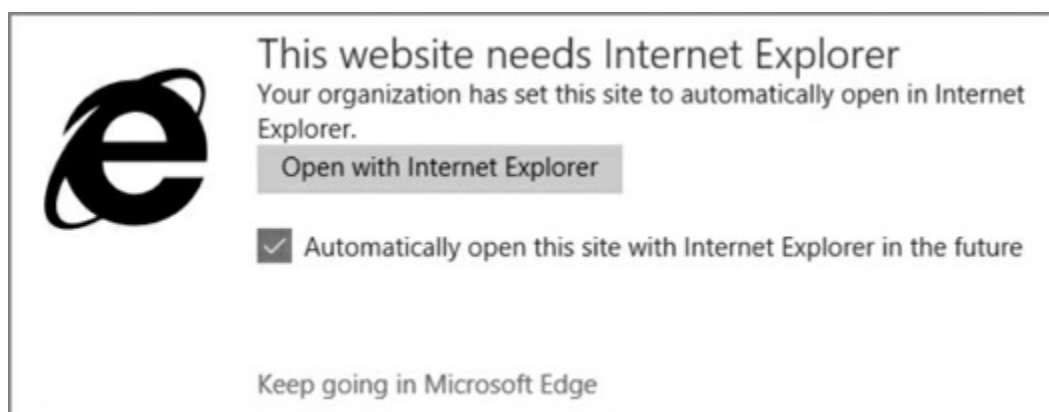 This website needs Internet Explorer
Your organization has set this site to automatically open in Internet
Explorer.
Open with Internet Explorer
Automatically open this site with Internet Explorer in the future
Keep going in Microsoft Edge